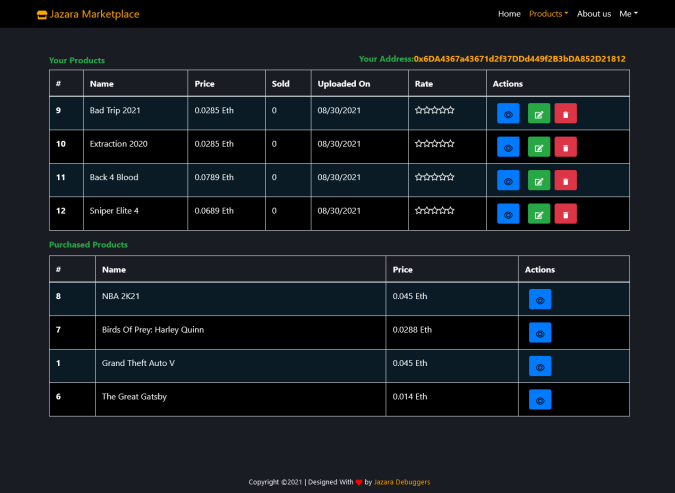 Jazara Marketplace Home Products About us Me
Your Products Your Address:0x6DA4367a43671d2f37DDd449f2B3bDA852D21812
# Name Price Sold Uploaded On Rate Actions
9 Bad Trip 2021 0.0285 Eth 0 08/30/2021
10 Extraction 2020 0.0285 Eth 0 08/30/2021
11 Back 4 Blood 0.0789 Eth 0 08/30/2021
12 Sniper Elite 4 0.0689 Eth 0 08/30/2021
Purchased Products
# Name Price Actions
8 NBA 2K21 0.045 Eth
7 Birds Of Prey: Harley Quinn 0.0288 Eth
1 Grand Theft Auto V 0.045 Eth
6 The Great Gatsby 0.014 Eth
Copyright ©2021 | Designed With ❤ by Jazara Debuggers